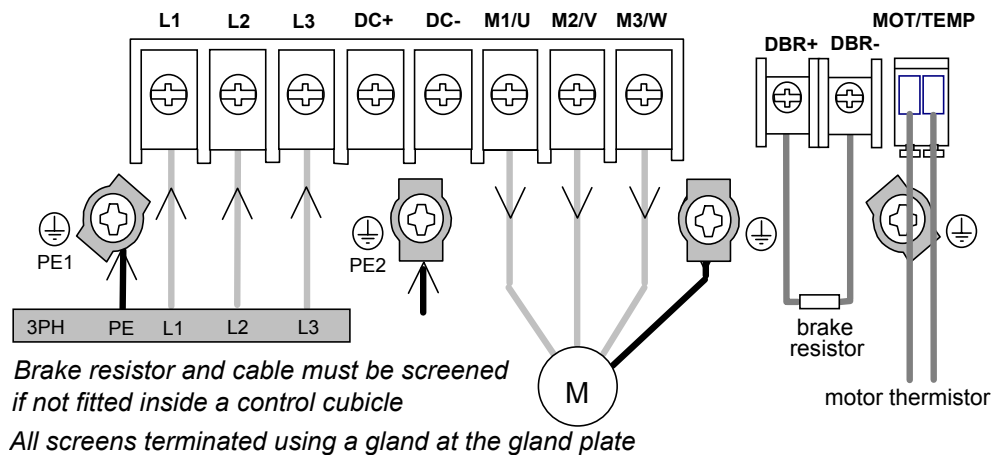 L1 L2 L3 DC+ DC- M1/U M2/V M3/W MOT/TEMP
DBR+ DBR-
PE1
PE2
3PH PE L1 L2 L3
brake
resistor
M
motor thermistor
Brake resistor and cable must be screened
if not fitted inside a control cubicle
All screens terminated using a gland at the gland plate